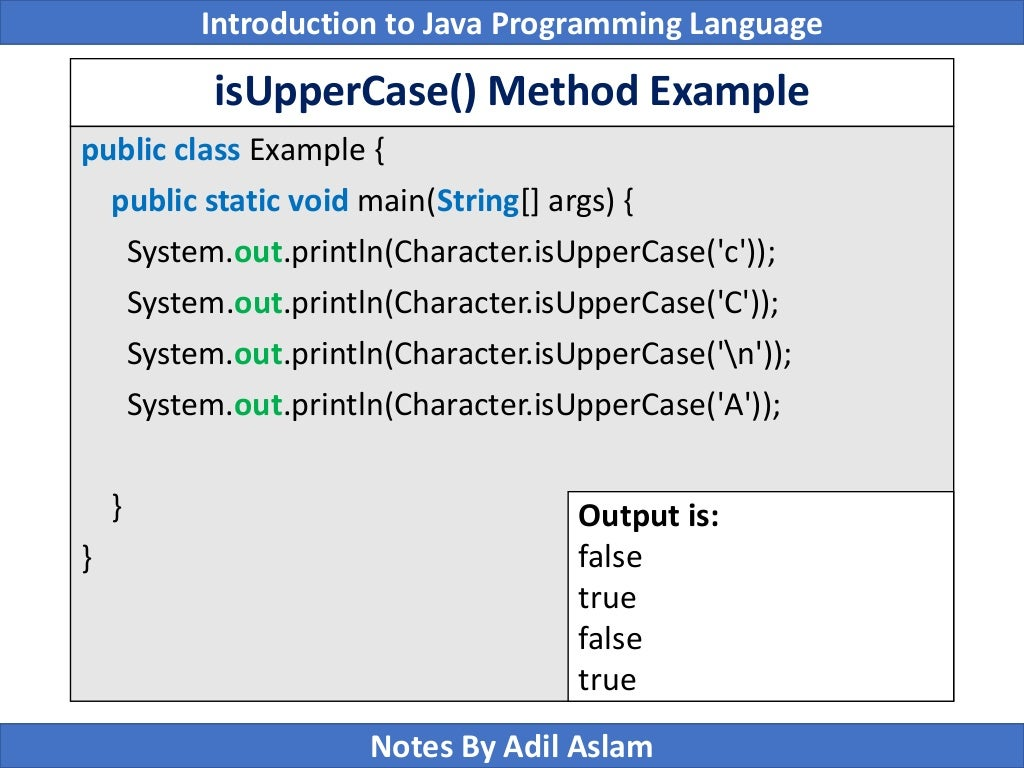 Introduction to Java Programming Language
isUpperCase() Method Example
public class Example {
public static void main(String[] args) {
System.out.println(Character.isUpperCase('c'));
System.out.println(Character.isUpperCase('C'));
System.out.println(Character.isUpperCase('\n'));
System.out.println(Character.isUpperCase('A'));
}
}
Output is:
false
true
false
true
Notes By Adil Aslam